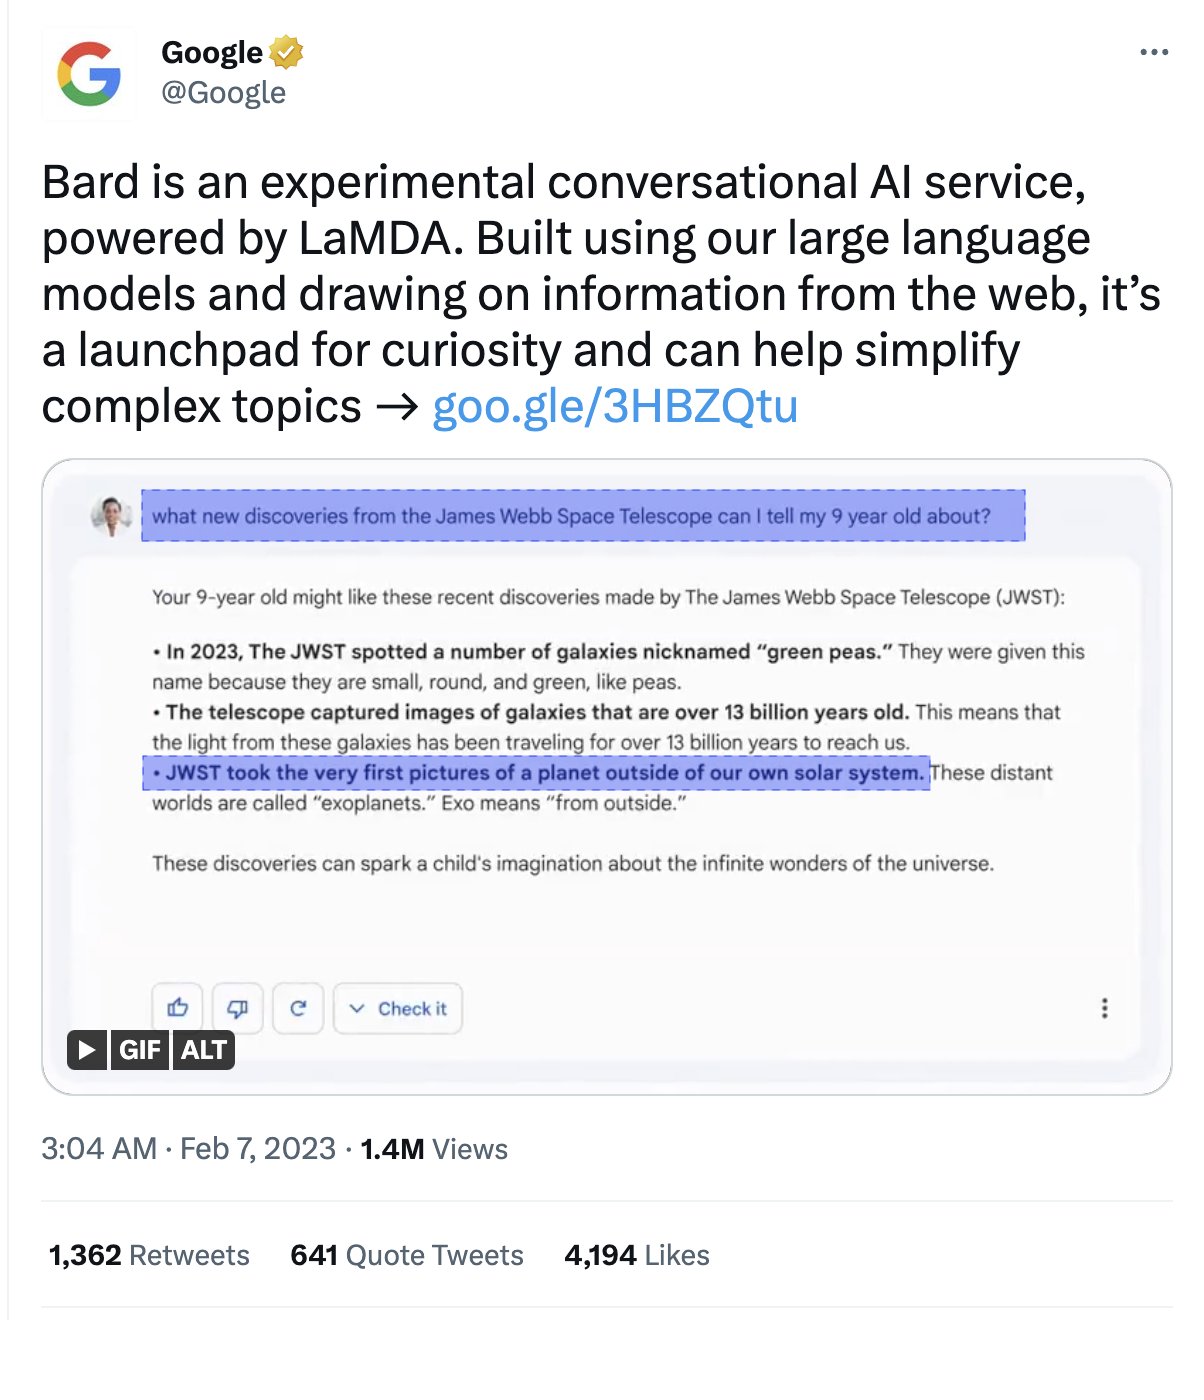 Google
@Google
Bard is an experimental conversational AI service,
powered by LaMDA. Built using our large language
models and drawing on information from the web, it’s
a launchpad for curiosity and can help simplify
complex topics → goo.gle/3HBZQtu
what new discoveries from the James Webb Space Telescope can I tell my 9 year old about?
Your 9-year old might like these recent discoveries made by The James Webb Space Telescope (JWST):
• In 2023, The JWST spotted a number of galaxies nicknamed “green peas.” They were given this
name because they are small, round, and green, like peas.
• The telescope captured images of galaxies that are over 13 billion years old. This means that
the light from these galaxies has been traveling for over 13 billion years to reach us.
• JWST took the very first pictures of a planet outside of our own solar system. These distant
worlds are called “exoplanets.” Exo means “from outside.”
These discoveries can spark a child's imagination about the infinite wonders of the universe.
Check it
GIF ALT
3:04 AM · Feb 7, 2023 · 1.4M Views
1,362 Retweets 641 Quote Tweets 4,194 Likes